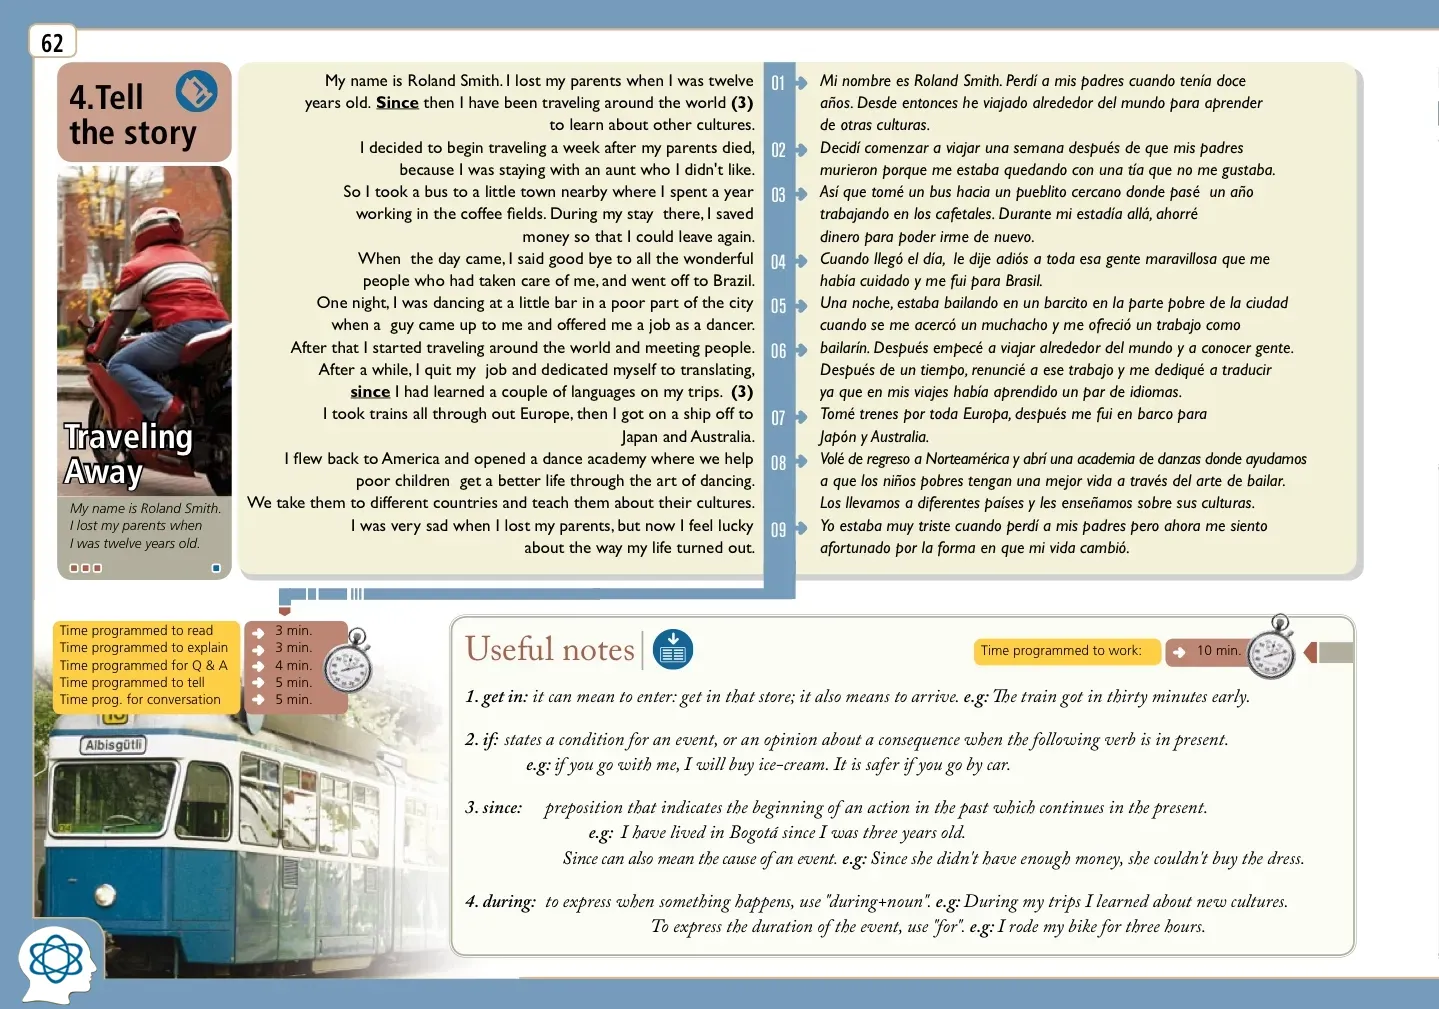 62
4.Tell
the story
My name is Roland Smith. I lost my parents when I was twelve
years old. Since then I have been traveling around the world (3)
to learn about other cultures.
I decided to begin traveling a week after my parents died,
because I was staying with an aunt who I didn't like.
So I took a bus to a little town nearby where I spent a year
working in the coffee fields. During my stay there, I saved
money so that I could leave again.
When the day came, I said good bye to all the wonderful
people who had taken care of me, and went off to Brazil.
One night, I was dancing at a little bar in a poor part of the city
when a guy came up to me and offered me a job as a dancer.
After that I started traveling around the world and meeting people.
After a while, I quit my job and dedicated myself to translating,
since I had learned a couple of languages on my trips. (3)
I took trains all through out Europe, then I got on a ship off to
Japan and Australia.
I flew back to America and opened a dance academy where we help
poor children get a better life through the art of dancing.
We take them to different countries and teach them about their cultures.
I was very sad when I lost my parents, but now I feel lucky
about the way my life turned out.
01
02
03
04
05
06
07
08
09
Mi nombre es Roland Smith. Perdí a mis padres cuando tenía doce
años. Desde entonces he viajado alrededor del mundo para aprender
de otras culturas.
Decidí comenzar a viajar una semana después de que mis padres
murieron porque me estaba quedando con una tía que no me gustaba.
Así que tomé un bus hacia un pueblito cercano donde pasé un año
trabajando en los cafetales. Durante mi estadía allá, ahorré
dinero para poder irme de nuevo.
Cuando llegó el día, le dije adiós a toda esa gente maravillosa que me
había cuidado y me fui para Brasil.
Una noche, estaba bailando en un barcito en la parte pobre de la ciudad
cuando se me acercó un muchacho y me ofreció un trabajo como
bailarín. Después empecé a viajar alrededor del mundo y a conocer gente.
Después de un tiempo, renuncié a ese trabajo y me dediqué a traducir
ya que en mis viajes había aprendido un par de idiomas.
Tomé trenes por toda Europa, después me fui en barco para
Japón y Australia.
Volé de regreso a Norteamérica y abrí una academia de danzas donde ayudamos
a que los niños pobres tengan una mejor vida a través del arte de bailar.
Los llevamos a diferentes países y les enseñamos sobre sus culturas.
Yo estaba muy triste cuando perdí a mis padres pero ahora me siento
afortunado por la forma en que mi vida cambió.
Traveling
Away
My name is Roland Smith.
I lost my parents when
I was twelve years old.
Time programmed to read 3 min.
Time programmed to explain 3 min.
Time programmed for Q & A 4 min.
Time programmed to tell 5 min.
Time prog. for conversation 5 min.
10
Albisgütli
Useful notes
Time programmed to work: 10 min.
1. get in: it can mean to enter: get in that store; it also means to arrive. e.g: The train got in thirty minutes early.
2. if: states a condition for an event, or an opinion about a consequence when the following verb is in present.
e.g: if you go with me, I will buy ice-cream. It is safer if you go by car.
3. since: preposition that indicates the beginning of an action in the past which continues in the present.
e.g: I have lived in Bogotá since I was three years old.
Since can also mean the cause of an event. e.g: Since she didn't have enough money, she couldn't buy the dress.
4. during: to express when something happens, use "during+noun". e.g: During my trips I learned about new cultures.
To express the duration of the event, use "for". e.g: I rode my bike for three hours.